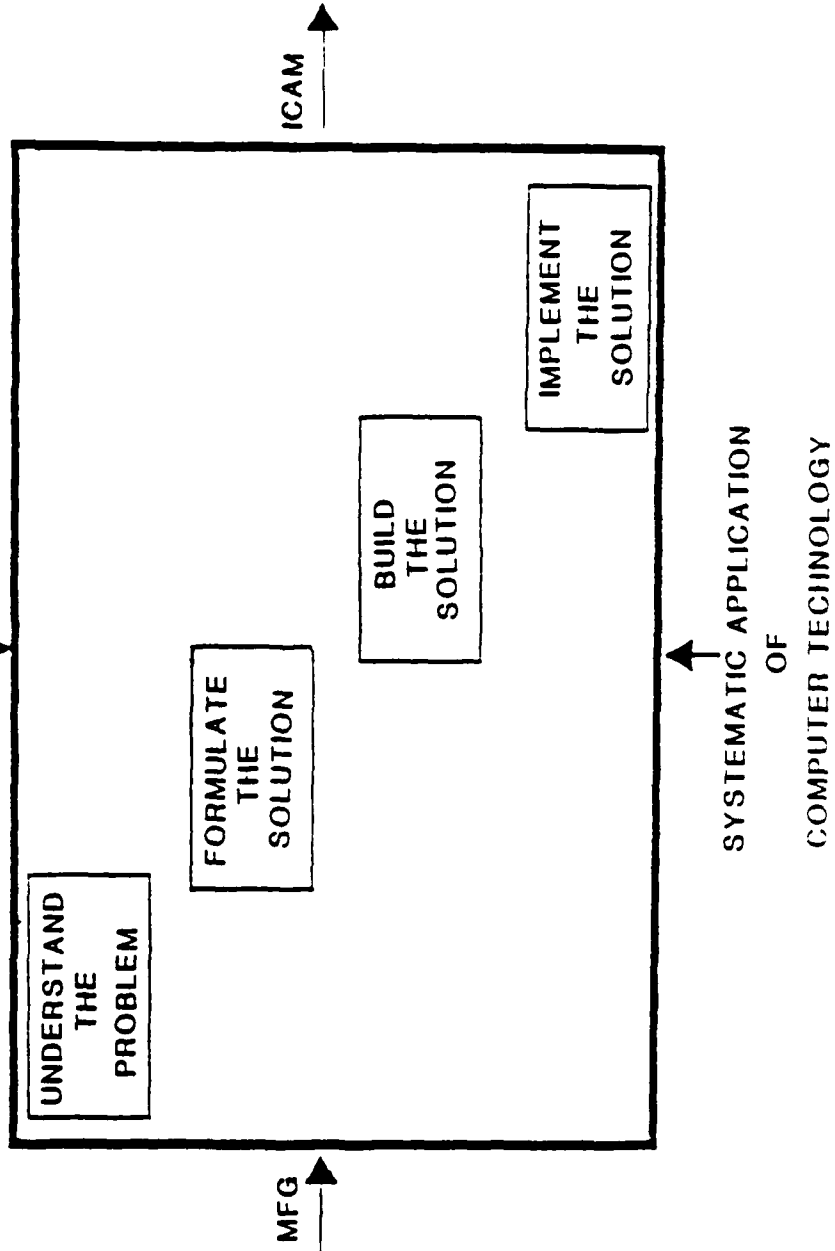 UNDERSTAND
THE
PROBLEM
FORMULATE
THE
SOLUTION
BUILD
THE
SOLUTION
IMPLEMENT
THE
SOLUTION
MFG
ICAM
SYSTEMATIC APPLICATION
OF
COMPUTER TECHNOLOGY